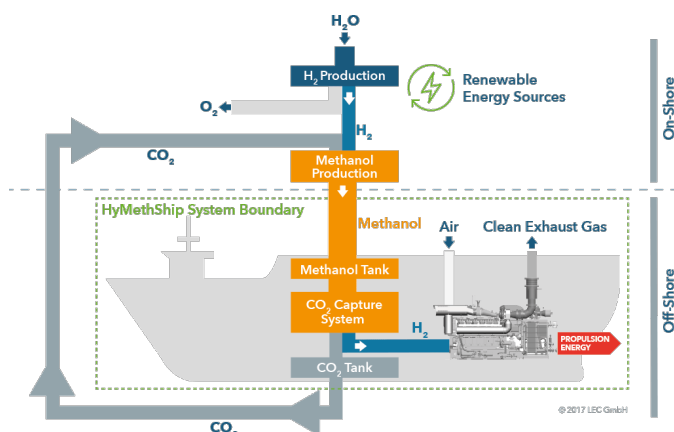 H₂O
H₂ Production
Renewable
Energy Sources
O₂
H₂
CO₂
Methanol
Production
On-Shore
HyMethShip System Boundary
Methanol
Air
Clean Exhaust Gas
Methanol Tank
CO₂ Capture
System
H₂
PROPULSION
ENERGY
CO₂ Tank
Off-Shore
© 2017 LEC GmbH
CO₂